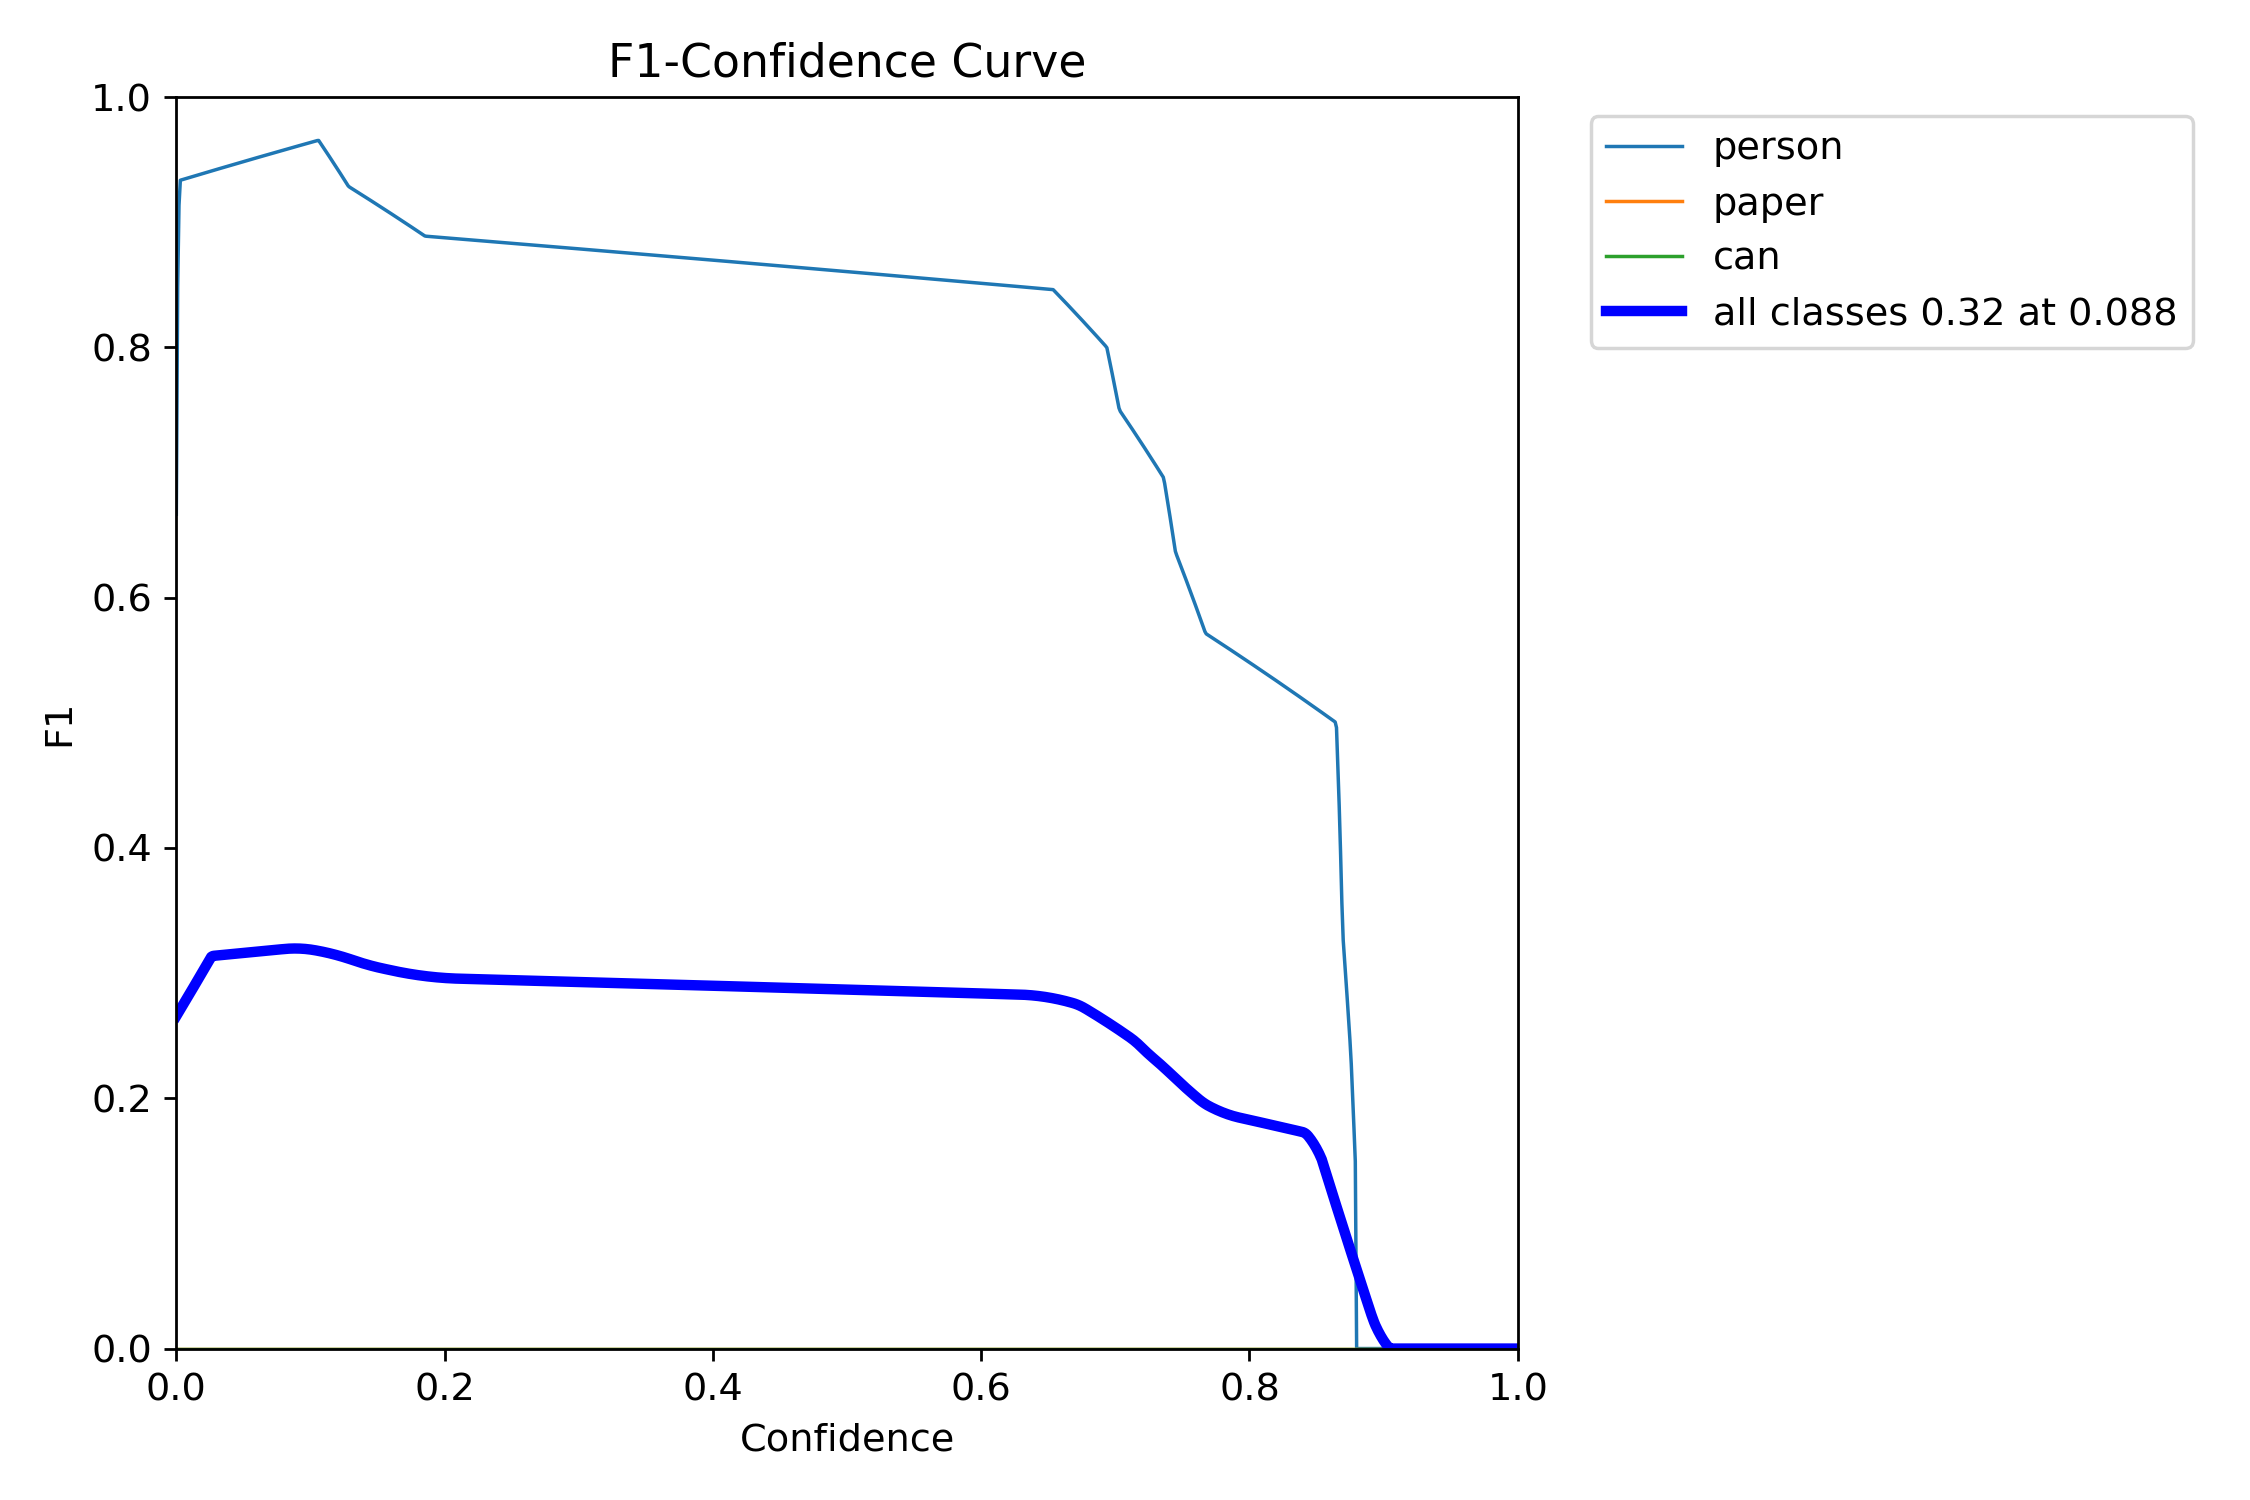 F1-Confidence Curve
1.0
0.8
0.6
0.4
0.2
0.0
F1
0.0 0.2 0.4 0.6 0.8 1.0
Confidence
person
paper
can
all classes 0.32 at 0.088